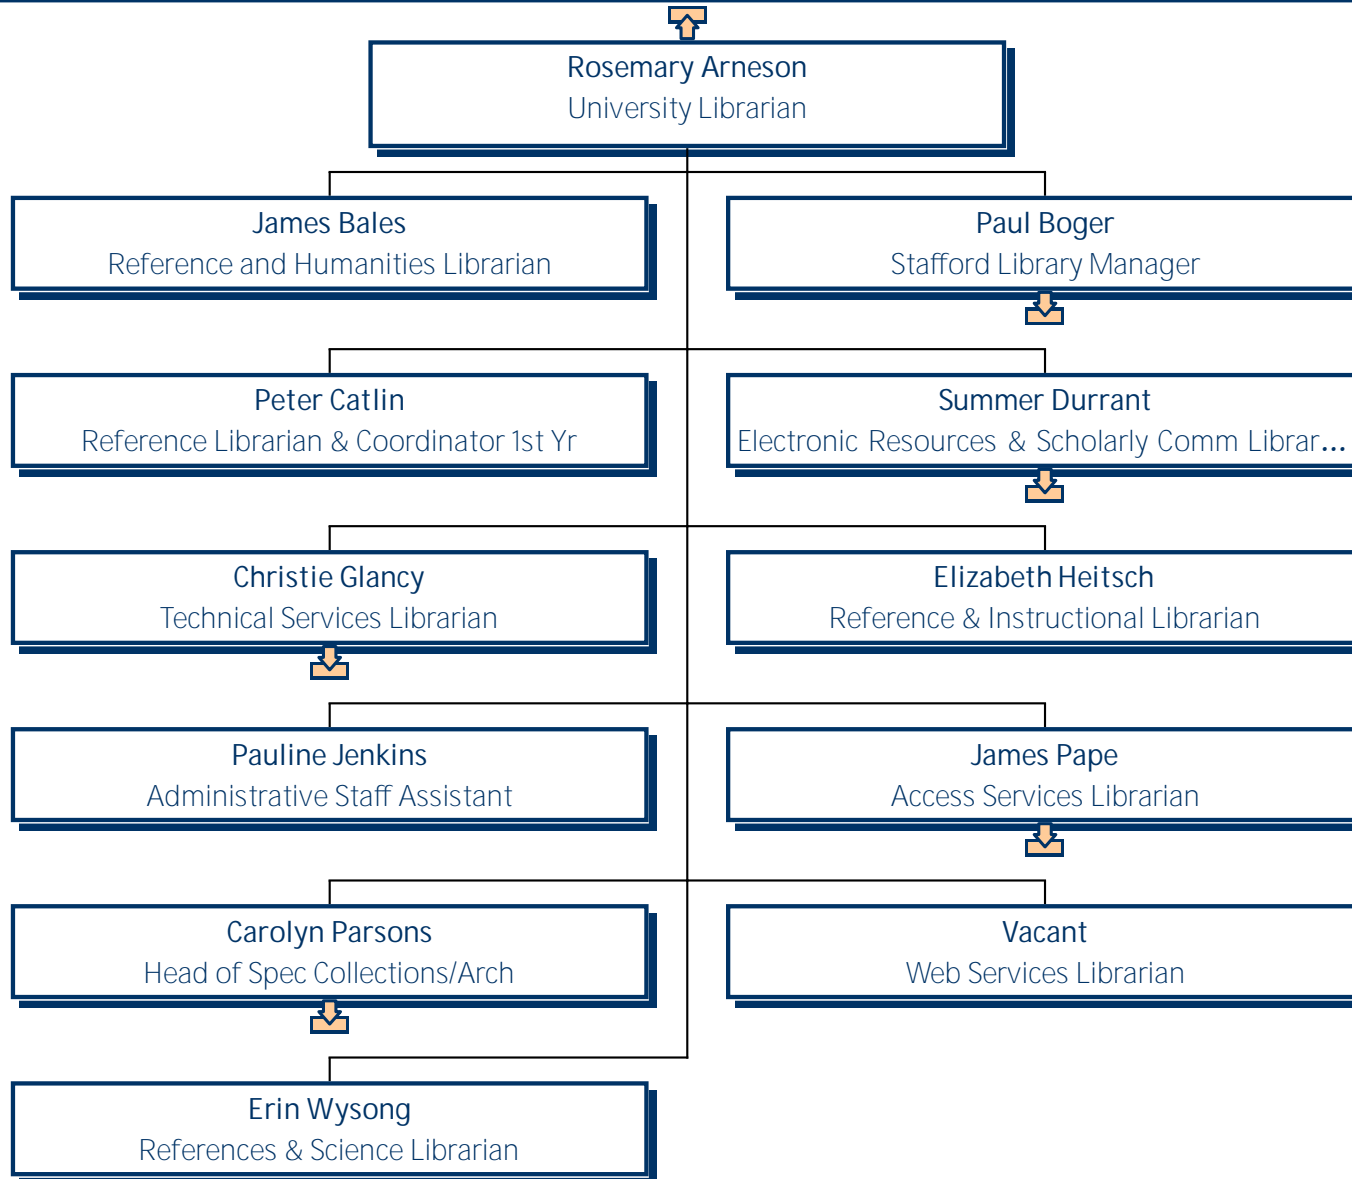 Rosemary Arneson
University Librarian
James Bales
Reference and Humanities Librarian
Paul Boger
Stafford Library Manager
Peter Catlin
Reference Librarian & Coordinator 1st Yr
Summer Durrant
Electronic Resources & Scholarly Comm Librar...
Christie Glancy
Technical Services Librarian
Elizabeth Heitsch
Reference & Instructional Librarian
Pauline Jenkins
Administrative Staff Assistant
James Pape
Access Services Librarian
Carolyn Parsons
Head of Spec Collections/Arch
Vacant
Web Services Librarian
Erin Wysong
References & Science Librarian